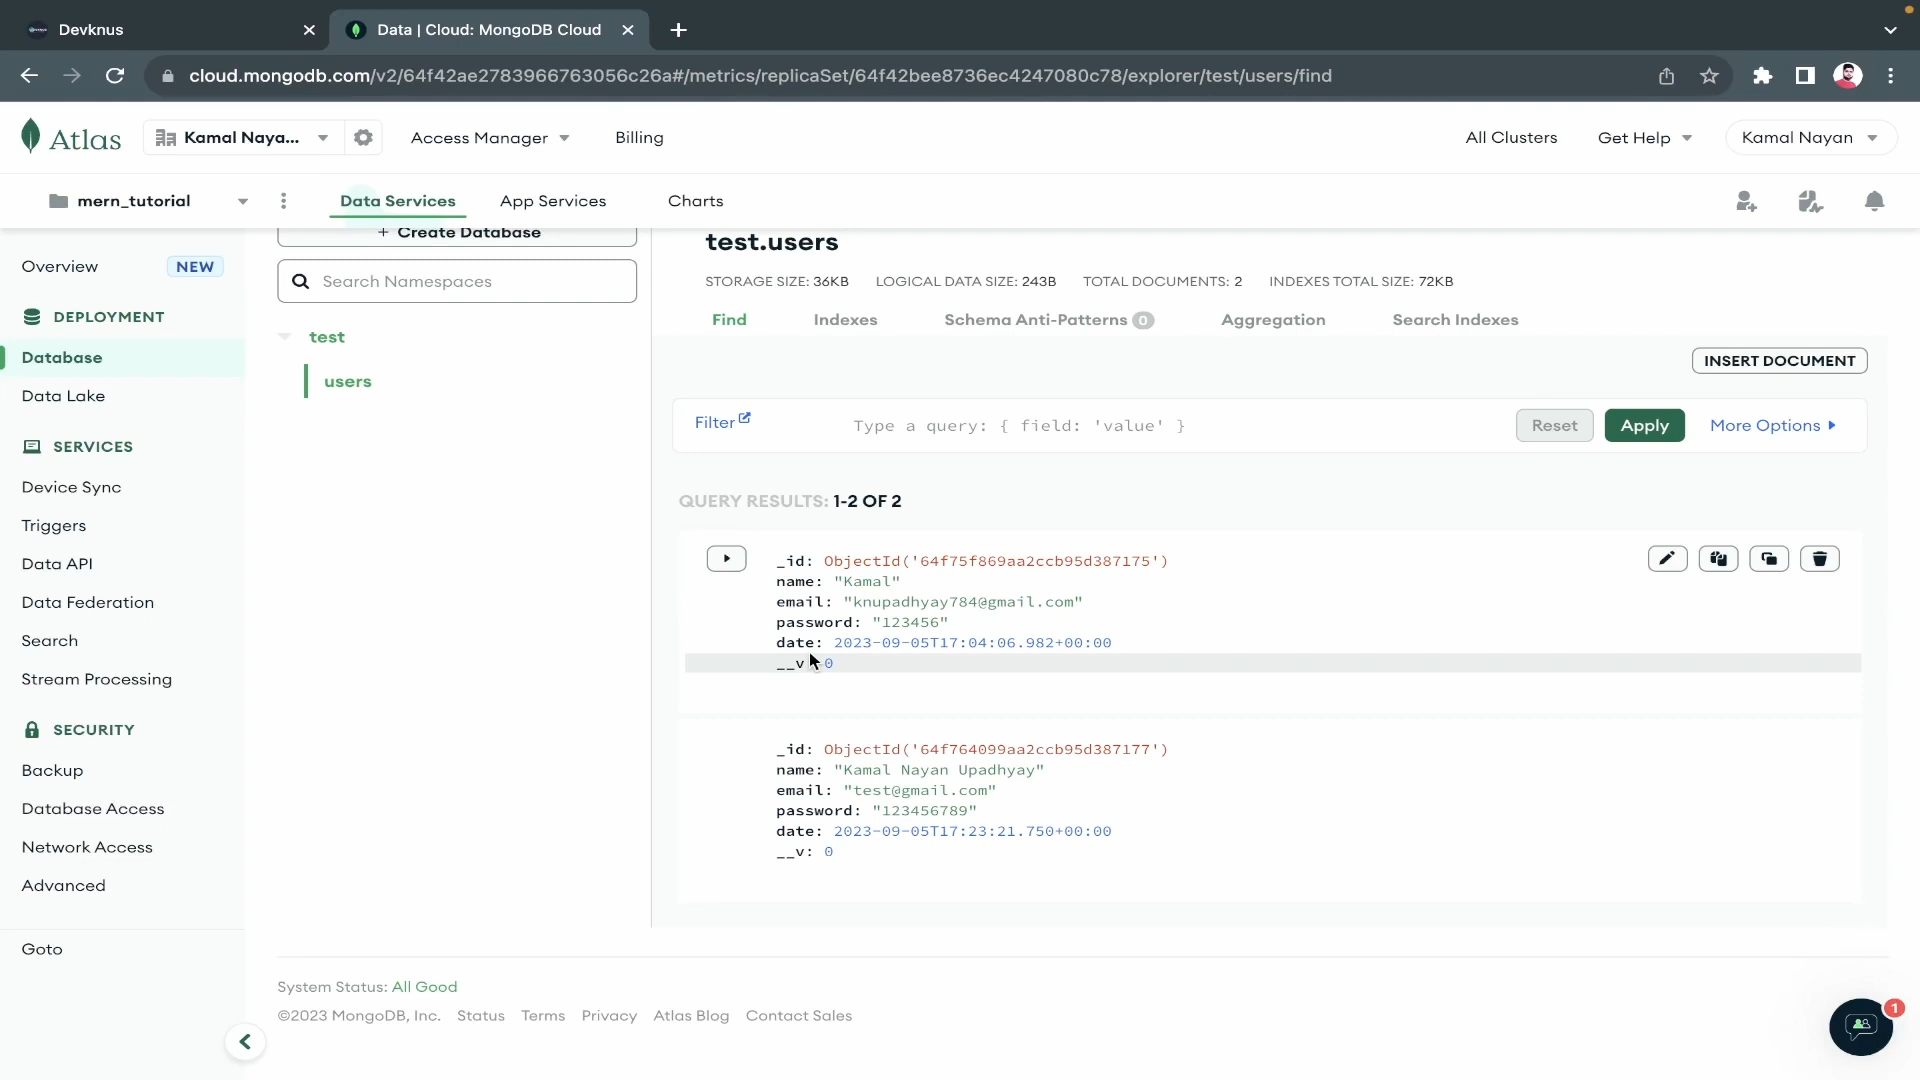 Devknus
Data | Cloud: MongoDB Cloud
cloud.mongodb.com/v2/64f42ae2783966763056c26a#/metrics/replicaSet/64f42bee8736ec4247080c78/explorer/test/users/find
Atlas
Kamal Naya...
Access Manager
Billing
All Clusters
Get Help
Kamal Nayan
mern_tutorial
Data Services
App Services
Charts
Overview
NEW
DEPLOYMENT
Database
Data Lake
SERVICES
Device Sync
Triggers
Data API
Data Federation
Search
Stream Processing
SECURITY
Backup
Database Access
Network Access
Advanced
Goto
+ Create Database
Search Namespaces
test
users
test.users
STORAGE SIZE: 36KB LOGICAL DATA SIZE: 243B TOTAL DOCUMENTS: 2 INDEXES TOTAL SIZE: 72KB
Find
Indexes
Schema Anti-Patterns 0
Aggregation
Search Indexes
INSERT DOCUMENT
Filter
Type a query: { field: 'value' }
Reset
Apply
More Options
QUERY RESULTS: 1-2 OF 2
_id: ObjectId('64f75f869aa2ccb95d387175')
name: "Kamal"
email: "knupadhyay784@gmail.com"
password: "123456"
date: 2023-09-05T17:04:06.982+00:00
__v 0
_id: ObjectId('64f764099aa2ccb95d387177')
name: "Kamal Nayan Upadhyay"
email: "test@gmail.com"
password: "123456789"
date: 2023-09-05T17:23:21.750+00:00
__v: 0
System Status: All Good
©2023 MongoDB, Inc. Status Terms Privacy Atlas Blog Contact Sales
1